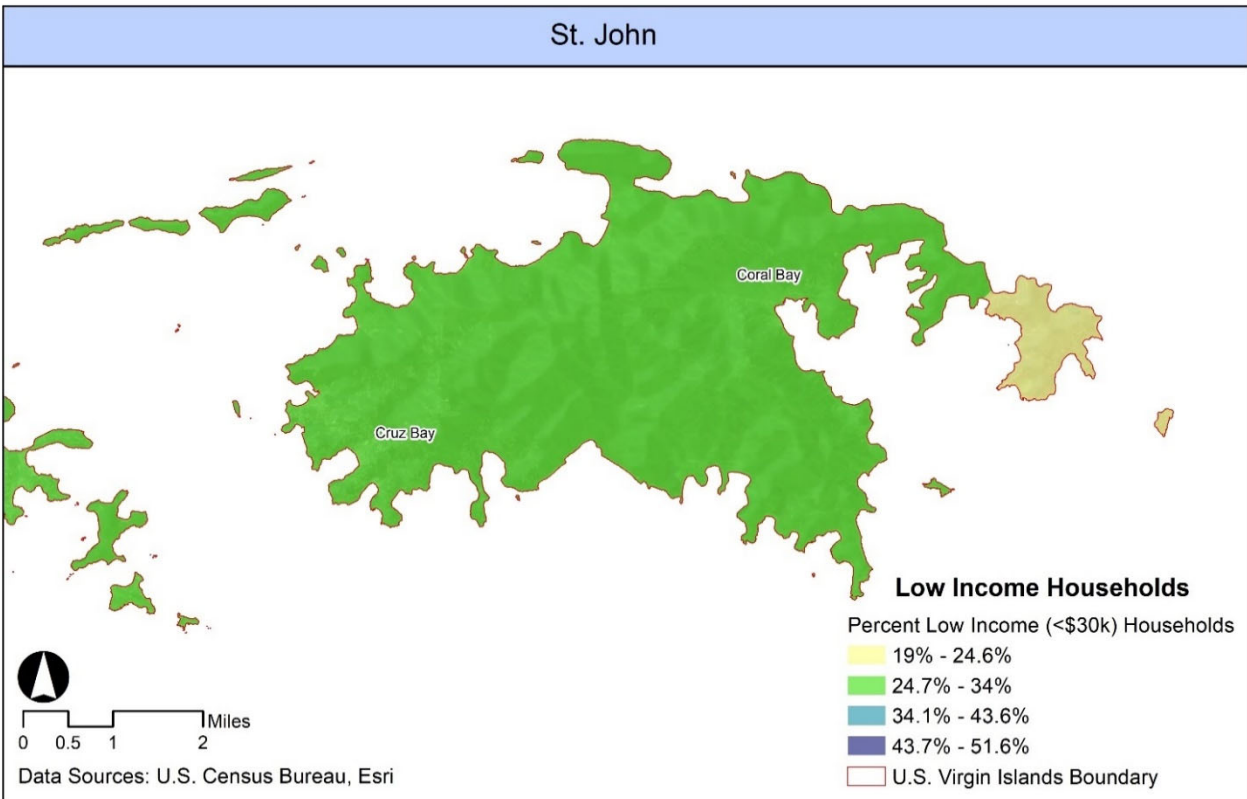 St. John
Coral Bay
Cruz Bay
Low Income Households
Percent Low Income (<$30k) Households
19% - 24.6%
24.7% - 34%
34.1% - 43.6%
43.7% - 51.6%
U.S. Virgin Islands Boundary
Miles
0 0.5 1 2
Data Sources: U.S. Census Bureau, Esri